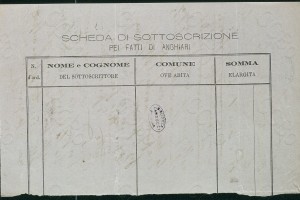 SCHEDA DI SOTTOSCRIZIONE
PEI FATTI DI ANGHIARI
N.
d'ord.
NOME e COGNOME
DEL SOTTOSCRITTORE
COMUNE
OVE ABITA
SOMMA
ELARGITA